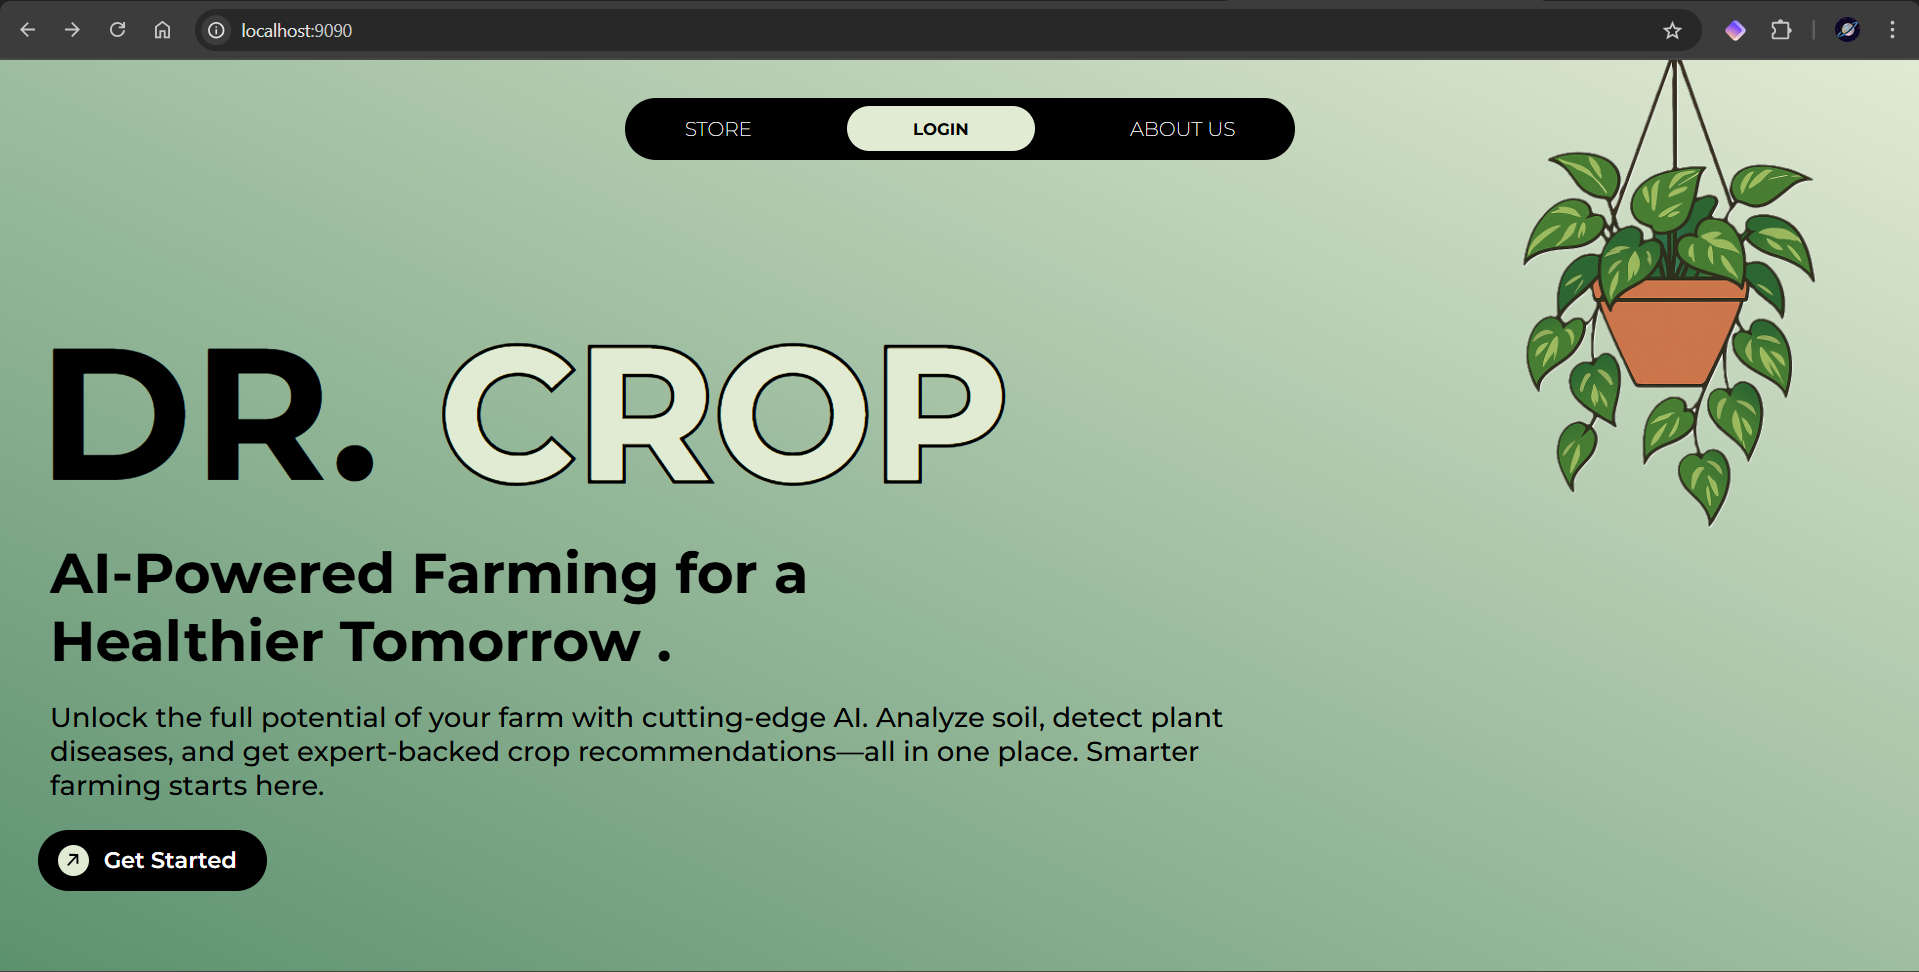 localhost:9090
STORE LOGIN ABOUT US
DR. CROP
AI-Powered Farming for a
Healthier Tomorrow .
Unlock the full potential of your farm with cutting-edge AI. Analyze soil, detect plant
diseases, and get expert-backed crop recommendations—all in one place. Smarter
farming starts here.
Get Started